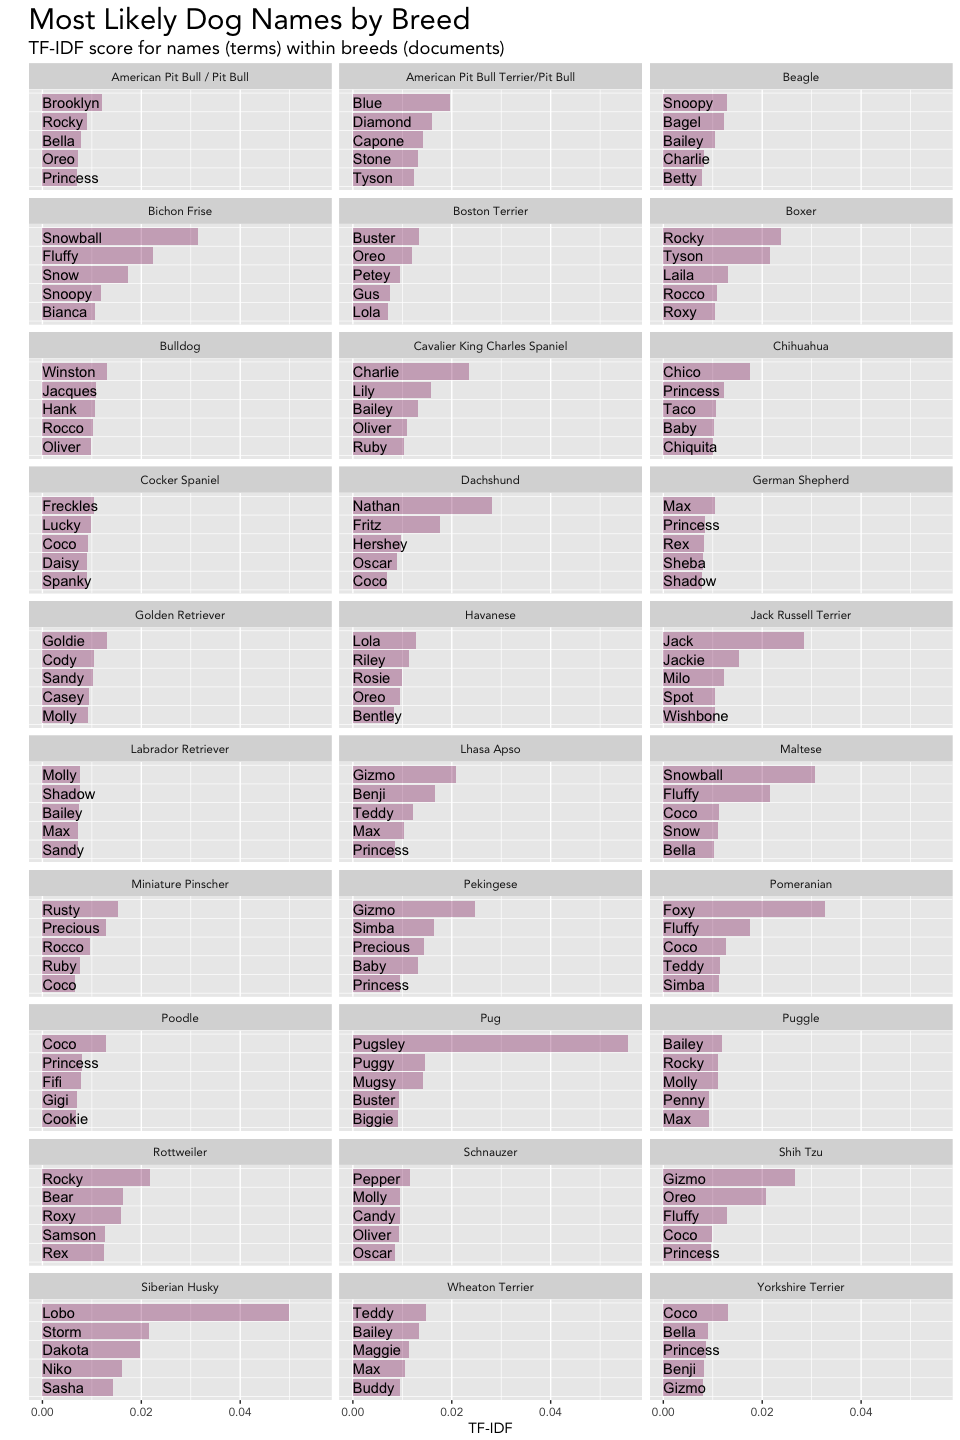 Most Likely Dog Names by Breed
TF-IDF score for names (terms) within breeds (documents)
American Pit Bull / Pit Bull
Brooklyn
Rocky
Bella
Oreo
Princess
American Pit Bull Terrier/Pit Bull
Blue
Diamond
Capone
Stone
Tyson
Beagle
Snoopy
Bagel
Bailey
Charlie
Betty
Bichon Frise
Snowball
Fluffy
Snow
Snoopy
Bianca
Boston Terrier
Buster
Oreo
Petey
Gus
Lola
Boxer
Rocky
Tyson
Laila
Rocco
Roxy
Bulldog
Winston
Jacques
Hank
Rocco
Oliver
Cavalier King Charles Spaniel
Charlie
Lily
Bailey
Oliver
Ruby
Chihuahua
Chico
Princess
Taco
Baby
Chiquita
Cocker Spaniel
Freckles
Lucky
Coco
Daisy
Spanky
Dachshund
Nathan
Fritz
Hershey
Oscar
Coco
German Shepherd
Max
Princess
Rex
Sheba
Shadow
Golden Retriever
Goldie
Cody
Sandy
Casey
Molly
Havanese
Lola
Riley
Rosie
Oreo
Bentley
Jack Russell Terrier
Jack
Jackie
Milo
Spot
Wishbone
Labrador Retriever
Molly
Shadow
Bailey
Max
Sandy
Lhasa Apso
Gizmo
Benji
Teddy
Max
Princess
Maltese
Snowball
Fluffy
Coco
Snow
Bella
Miniature Pinscher
Rusty
Precious
Rocco
Ruby
Coco
Pekingese
Gizmo
Simba
Precious
Baby
Princess
Pomeranian
Foxy
Fluffy
Coco
Teddy
Simba
Poodle
Coco
Princess
Fifi
Gigi
Cookie
Pug
Pugsley
Puggy
Mugsy
Buster
Biggie
Puggle
Bailey
Rocky
Molly
Penny
Max
Rottweiler
Rocky
Bear
Roxy
Samson
Rex
Schnauzer
Pepper
Molly
Candy
Oliver
Oscar
Shih Tzu
Gizmo
Oreo
Fluffy
Coco
Princess
Siberian Husky
Lobo
Storm
Dakota
Niko
Sasha
Wheaton Terrier
Teddy
Bailey
Maggie
Max
Buddy
Yorkshire Terrier
Coco
Bella
Princess
Benji
Gizmo
0.00 0.02 0.04 0.00 0.02 0.04 0.00 0.02 0.04
TF-IDF